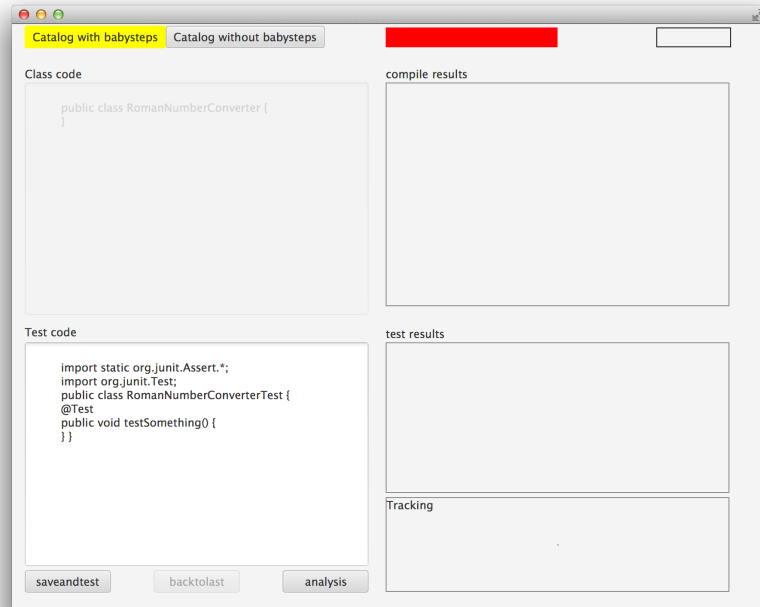 Catalog with babysteps
Catalog without babysteps
Class code
compile results
public class RomanNumberConverter {
}
Test code
test results
import static org.junit.Assert.*;
import org.junit.Test;
public class RomanNumberConverterTest {
@Test
public void testSomething() {
} }
Tracking
saveandtest
backtolast
analysis